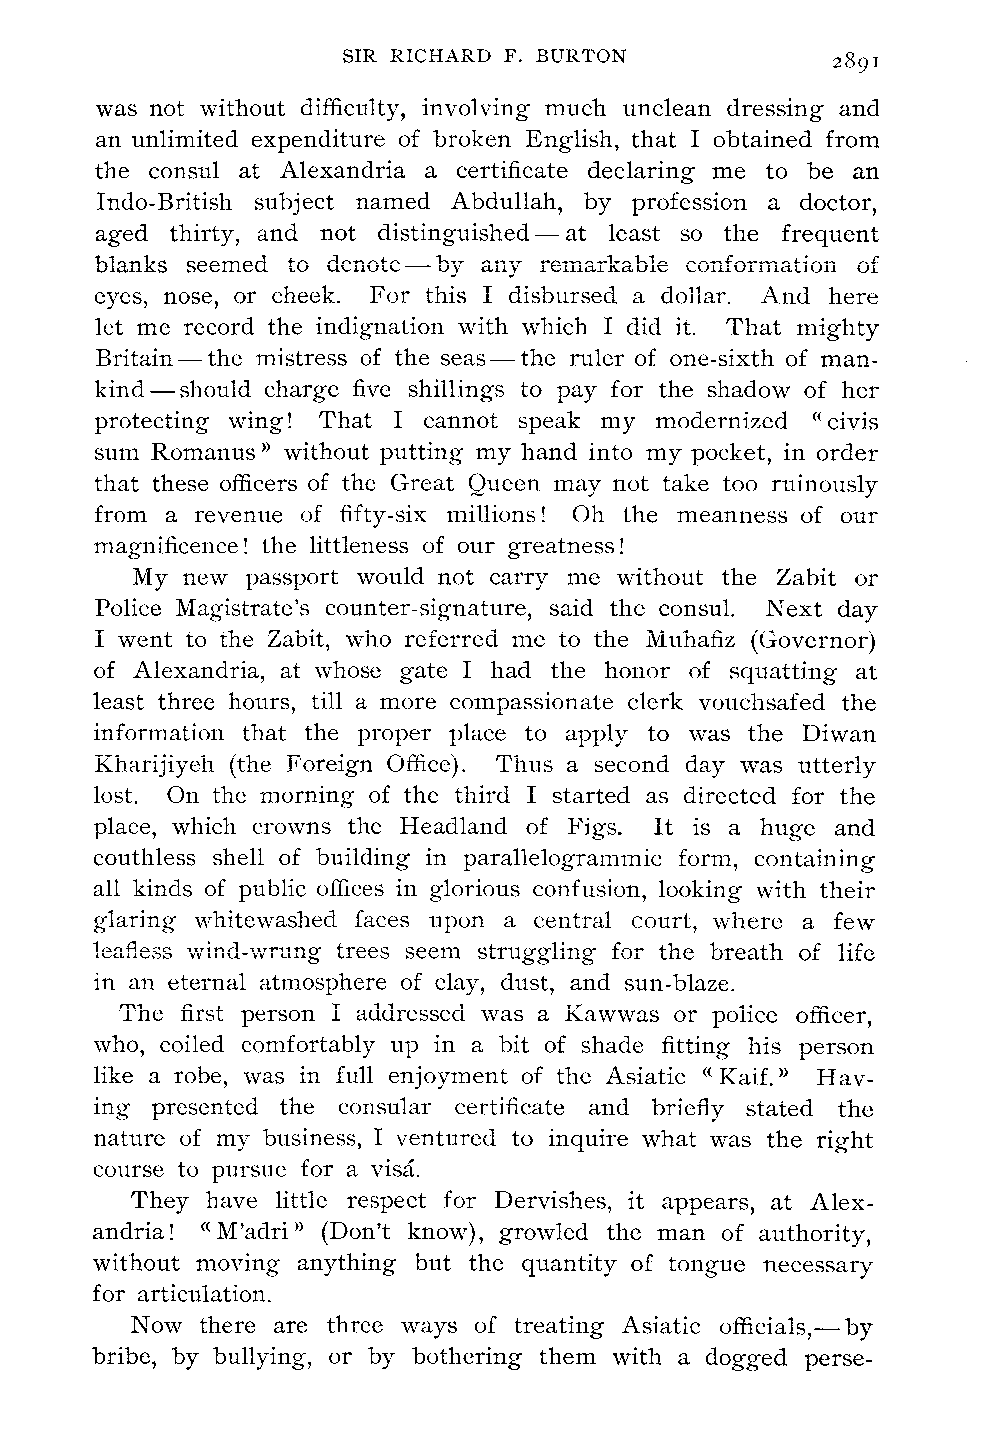 SIR RICHARD F. BURTON 2891
was not without difficulty, involving much unclean dressing and
an unlimited expenditure of broken English, that I obtained from
the consul at Alexandria a certificate declaring me to be an
Indo-British subject named Abdullah, by profession a doctor,
aged thirty, and not distinguished — at least so the frequent
blanks seemed to denote — by any remarkable conformation of
eyes, nose, or cheek. For this I disbursed a dollar. And here
let me record the indignation with which I did it. That mighty
Britain — the mistress of the seas — the ruler of one-sixth of man-
kind — should charge five shillings to pay for the shadow of her
protecting wing! That I cannot speak my modernized «civis
sum Romanus» without putting my hand into my pocket, in order
that these officers of the Great Queen may not take too ruinously
from a revenue of fifty-six millions! Oh the meanness of our
magnificence! the littleness of our greatness!
My new passport would not carry me without the Zabit or
Police Magistrate's counter-signature, said the consul. Next day
I went to the Zabit, who referred me to the Muhafiz (Governor)
of Alexandria, at whose gate I had the honor of squatting at
least three hours, till a more compassionate clerk vouchsafed the
information that the proper place to apply to was the Diwan
Kharijiyeh (the Foreign Office). Thus a second day was utterly
lost. On the morning of the third I started as directed for the
place, which crowns the Headland of Figs. It is a huge and
couthless shell of building in parallelogrammic form, containing
all kinds of public offices in glorious confusion, looking with their
glaring whitewashed faces upon a central court, where a few
leafless wind-wrung trees seem struggling for the breath of life
in an eternal atmosphere of clay, dust, and sun-blaze.
The first person I addressed was a Kawwas or police officer,
who, coiled comfortably up in a bit of shade fitting his person
like a robe, was in full enjoyment of the Asiatic «Kaif.» Hav-
ing presented the consular certificate and briefly stated the
nature of my business, I ventured to inquire what was the right
course to pursue for a visá.
They have little respect for Dervishes, it appears, at Alex-
andria! «M'adri» (Don't know), growled the man of authority,
without moving anything but the quantity of tongue necessary
for articulation.
Now there are three ways of treating Asiatic officials,— by
bribe, by bullying, or by bothering them with a dogged perse-